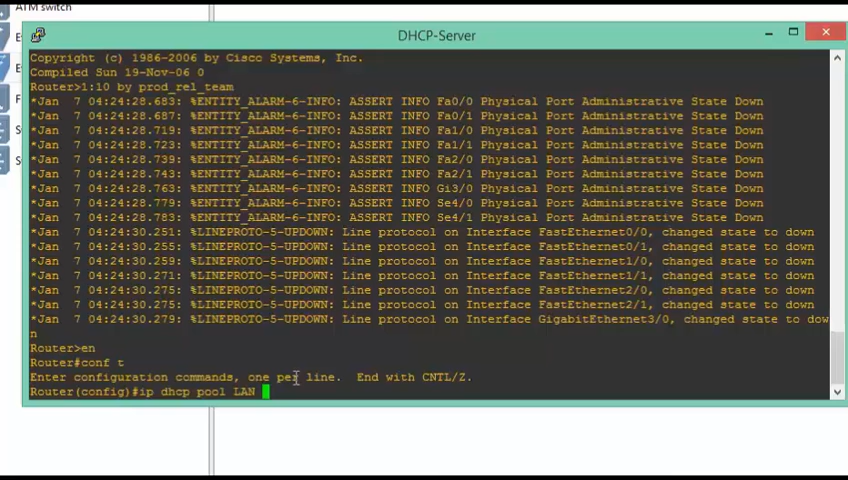 ATM switch
DHCP-Server
Copyright (c) 1986-2006 by Cisco Systems, Inc.
Compiled Sun 19-Nov-06 0
Router>1:10 by prod_rel_team
*Jan  7 04:24:28.683: %ENTITY_ALARM-6-INFO: ASSERT INFO Fa0/0 Physical Port Administrative State Down
*Jan  7 04:24:28.687: %ENTITY_ALARM-6-INFO: ASSERT INFO Fa0/1 Physical Port Administrative State Down
*Jan  7 04:24:28.719: %ENTITY_ALARM-6-INFO: ASSERT INFO Fa1/0 Physical Port Administrative State Down
*Jan  7 04:24:28.723: %ENTITY_ALARM-6-INFO: ASSERT INFO Fa1/1 Physical Port Administrative State Down
*Jan  7 04:24:28.739: %ENTITY_ALARM-6-INFO: ASSERT INFO Fa2/0 Physical Port Administrative State Down
*Jan  7 04:24:28.743: %ENTITY_ALARM-6-INFO: ASSERT INFO Fa2/1 Physical Port Administrative State Down
*Jan  7 04:24:28.763: %ENTITY_ALARM-6-INFO: ASSERT INFO Gi3/0 Physical Port Administrative State Down
*Jan  7 04:24:28.779: %ENTITY_ALARM-6-INFO: ASSERT INFO Se4/0 Physical Port Administrative State Down
*Jan  7 04:24:28.783: %ENTITY_ALARM-6-INFO: ASSERT INFO Se4/1 Physical Port Administrative State Down
*Jan  7 04:24:30.251: %LINEPROTO-5-UPDOWN: Line protocol on Interface FastEthernet0/0, changed state to down
*Jan  7 04:24:30.255: %LINEPROTO-5-UPDOWN: Line protocol on Interface FastEthernet0/1, changed state to down
*Jan  7 04:24:30.259: %LINEPROTO-5-UPDOWN: Line protocol on Interface FastEthernet1/0, changed state to down
*Jan  7 04:24:30.271: %LINEPROTO-5-UPDOWN: Line protocol on Interface FastEthernet1/1, changed state to down
*Jan  7 04:24:30.275: %LINEPROTO-5-UPDOWN: Line protocol on Interface FastEthernet2/0, changed state to down
*Jan  7 04:24:30.275: %LINEPROTO-5-UPDOWN: Line protocol on Interface FastEthernet2/1, changed state to down
*Jan  7 04:24:30.279: %LINEPROTO-5-UPDOWN: Line protocol on Interface GigabitEthernet3/0, changed state to dow
n
Router>en
Router#conf t
Enter configuration commands, one per line.  End with CNTL/Z.
Router(config)#ip dhcp pool LAN